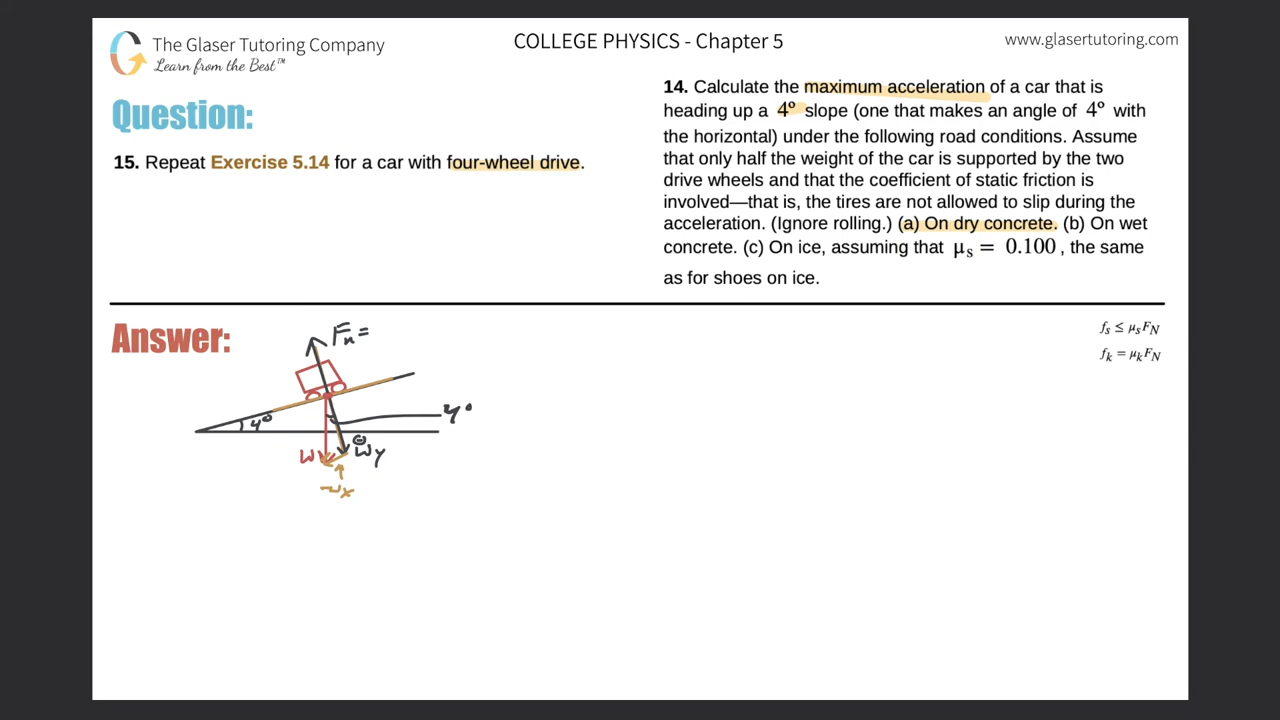 The Glaser Tutoring Company
Learn from the Best™
COLLEGE PHYSICS - Chapter 5
www.glasertutoring.com
Question:
15. Repeat Exercise 5.14 for a car with four-wheel drive.
14. Calculate the maximum acceleration of a car that is
heading up a 4º slope (one that makes an angle of 4º with
the horizontal) under the following road conditions. Assume
that only half the weight of the car is supported by the two
drive wheels and that the coefficient of static friction is
involved—that is, the tires are not allowed to slip during the
acceleration. (Ignore rolling.) (a) On dry concrete. (b) On wet
concrete. (c) On ice, assuming that μs = 0.100, the same
as for shoes on ice.
Answer:
fs ≤ μsFN
fk = μkFN
Fn =
4º
4º
W
Wy
Wx